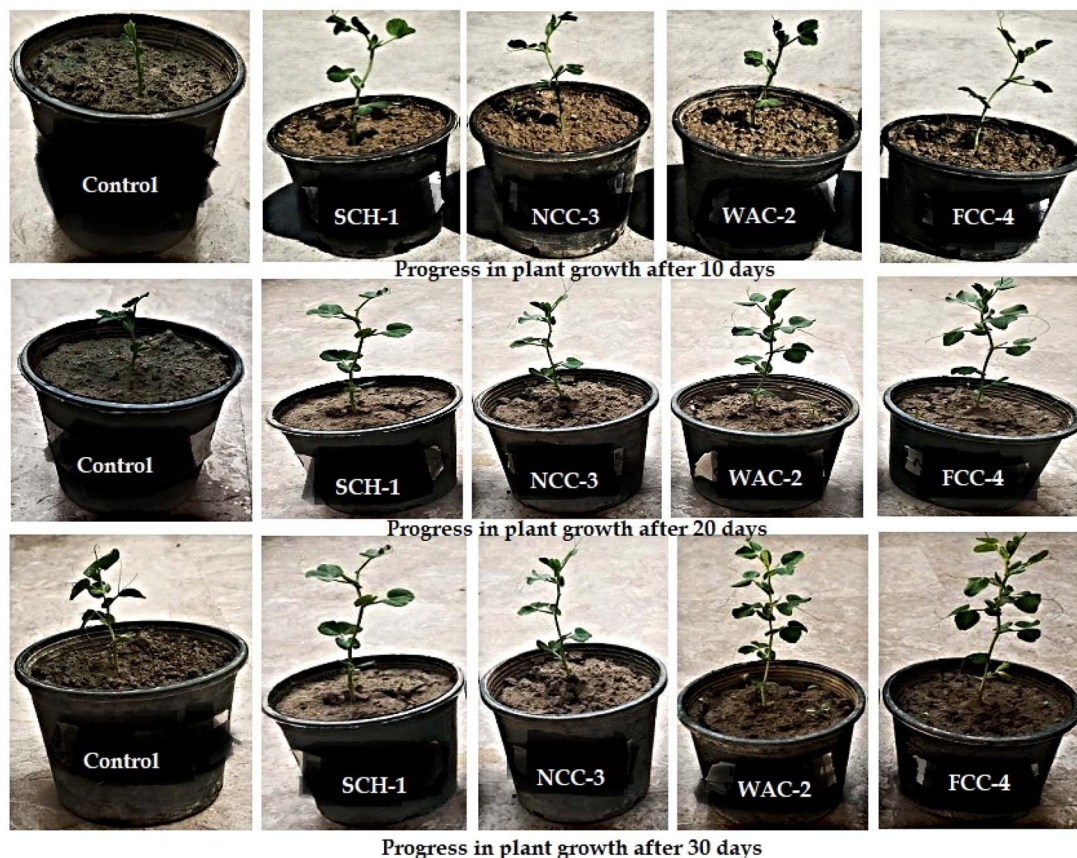 Control
SCH-1
NCC-3
WAC-2
FCC-4
Progress in plant growth after 10 days
Control
SCH-1
NCC-3
WAC-2
FCC-4
Progress in plant growth after 20 days
Control
SCH-1
NCC-3
WAC-2
FCC-4
Progress in plant growth after 30 days